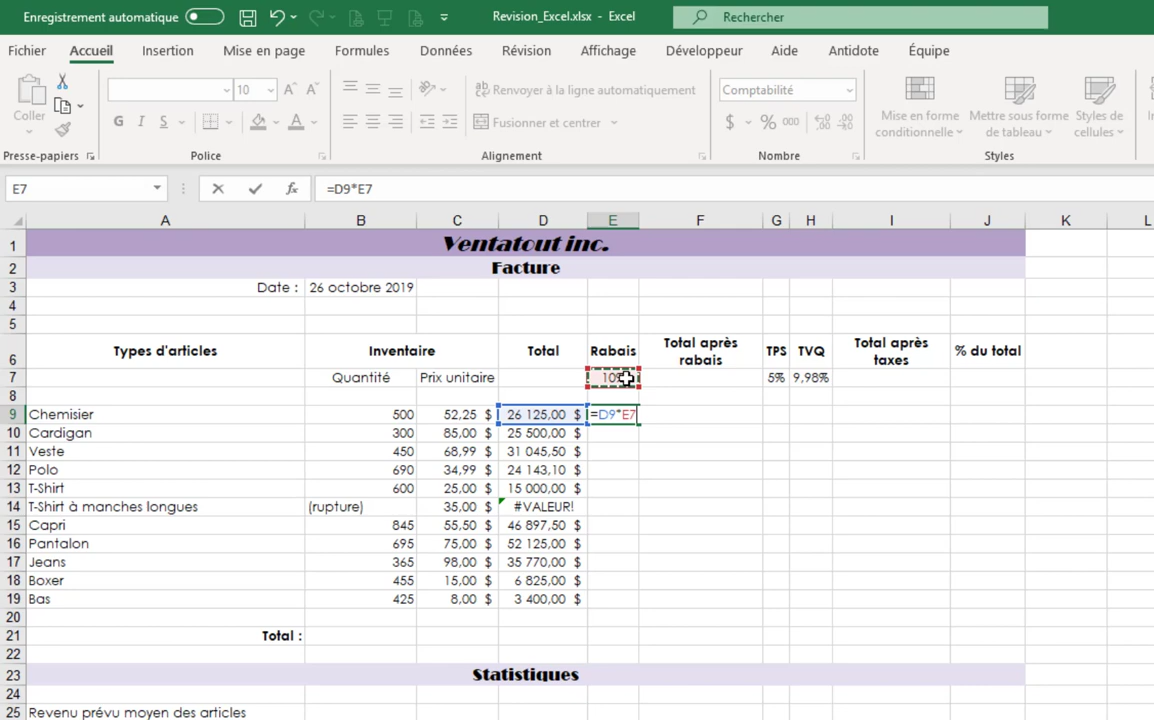 Enregistrement automatique Revision_Excel.xlsx - Excel Rechercher
Fichier Accueil Insertion Mise en page Formules Données Révision Affichage Développeur Aide Antidote Équipe
10 A^ Aˇ Renvoyer à la ligne automatiquement Comptabilité
Coller G I S A Fusionner et centrer $ % 000 Mise en forme conditionnelle Mettre sous forme de tableau Styles de cellules
Presse-papiers Police Alignement Nombre Styles
E7 fx =D9*E7
A B C D E F G H I J K L
1 Ventatout inc.
2 Facture
3 Date : 26 octobre 2019
4
5
6 Types d'articles Inventaire Total Rabais Total après rabais TPS TVQ Total après taxes % du total
7 Quantité Prix unitaire 5% 9,98%
8
9 Chemisier 500 52,25 $ 26 125,00 $ =D9*E7
10 Cardigan 300 85,00 $ 25 500,00 $
11 Veste 450 68,99 $ 31 045,50 $
12 Polo 690 34,99 $ 24 143,10 $
13 T-Shirt 600 25,00 $ 15 000,00 $
14 T-Shirt à manches longues (rupture) 35,00 $ #VALEUR!
15 Capri 845 55,50 $ 46 897,50 $
16 Pantalon 695 75,00 $ 52 125,00 $
17 Jeans 365 98,00 $ 35 770,00 $
18 Boxer 455 15,00 $ 6 825,00 $
19 Bas 425 8,00 $ 3 400,00 $
20
21 Total :
22
23 Statistiques
24
25 Revenu prévu moyen des articles